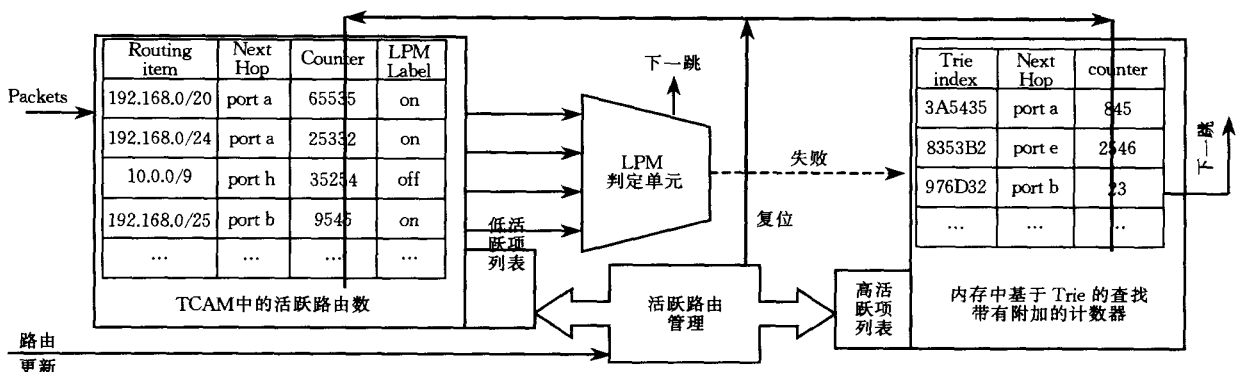 Packets
Routing item Next Hop Counter LPM Label
192.168.0/20 port a 65535 on
192.168.0/24 port a 25332 on
10.0.0/9 port h 35254 off
192.168.0/25 port b 9545 on
… … … …
TCAM中的活跃路由数
低活
跃项
列表
下一跳
LPM
判定单元
失败
复位
活跃路由
管理
高活
跃项
列表
Trie index Next Hop counter
3A5435 port a 845
8353B2 port e 2546
976D32 port b 23
… … …
内存中基于 Trie 的查找
带有附加的计数器
下一跳
路由
更新